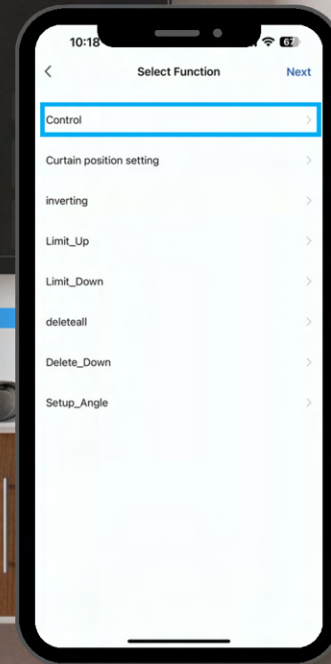 10:18
Select Function
Next
Control
Curtain position setting
inverting
Limit_Up
Limit_Down
deleteall
Delete_Down
Setup_Angle